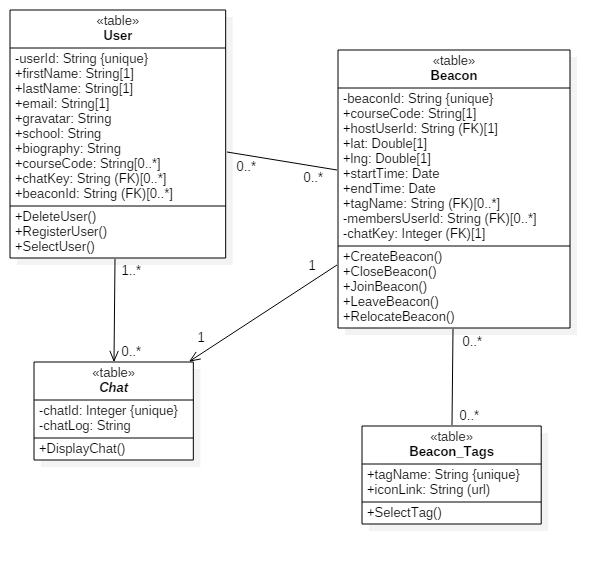 «table»
User
-userId: String {unique}
+firstName: String[1]
+lastName: String[1]
+email: String[1]
+gravatar: String
+school: String
+biography: String
+courseCode: String[0..*]
+chatKey: String (FK)[0..*]
+beaconId: String (FK)[0..*]
+DeleteUser()
+RegisterUser()
+SelectUser()
«table»
Beacon
-beaconId: String {unique}
+courseCode: String[1]
+hostUserId: String (FK)[1]
+lat: Double[1]
+lng: Double[1]
+startTime: Date
+endTime: Date
+tagName: String (FK)[0..*]
-membersUserId: String (FK)[0..*]
-chatKey: Integer (FK)[1]
+CreateBeacon()
+CloseBeacon()
+JoinBeacon()
+LeaveBeacon()
+RelocateBeacon()
0..*
0..*
1..*
0..*
1
1
«table»
Chat
-chatId: Integer {unique}
-chatLog: String
+DisplayChat()
0..*
0..*
«table»
Beacon_Tags
+tagName: String {unique}
+iconLink: String (url)
+SelectTag()